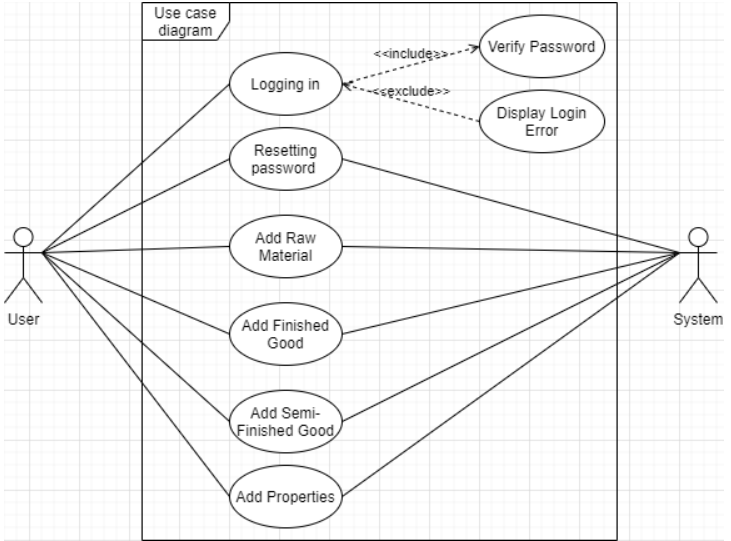 Use case
diagram
Verify Password
<<include>>
Logging in
<<exclude>>
Display Login
Error
Resetting
password
Add Raw
Material
User
System
Add Finished
Good
Add Semi-
Finished Good
Add Properties